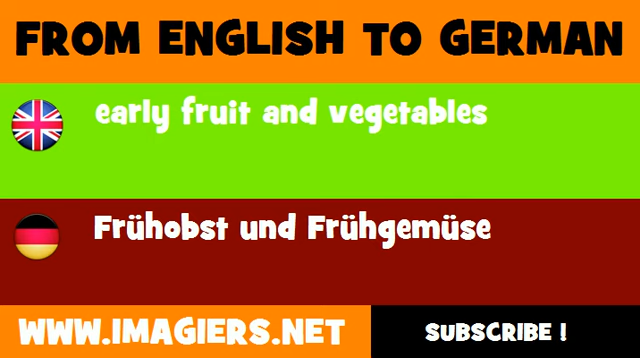 FROM ENGLISH TO GERMAN
early fruit and vegetables
Frühobst und Frühgemüse
WWW.IMAGIERS.NET
SUBSCRIBE !